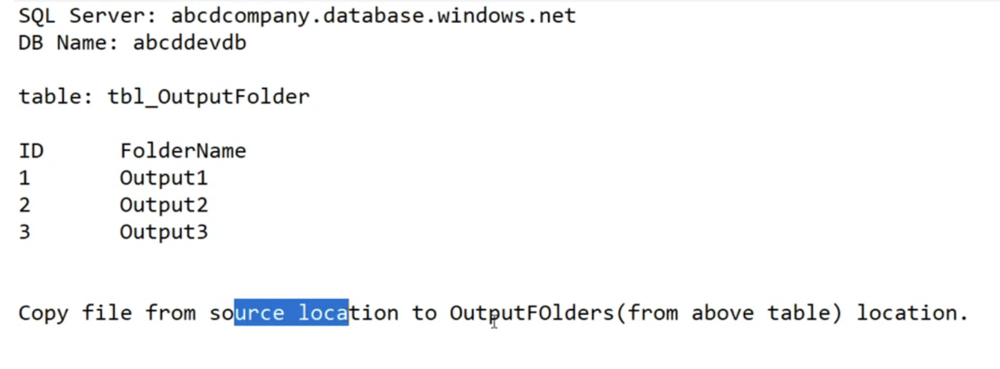 SQL Server: abcdcompany.database.windows.net
DB Name: abcddevdb
table: tbl_OutputFolder
ID FolderName
1 Output1
2 Output2
3 Output3
Copy file from source location to OutputFOlders(from above table) location.